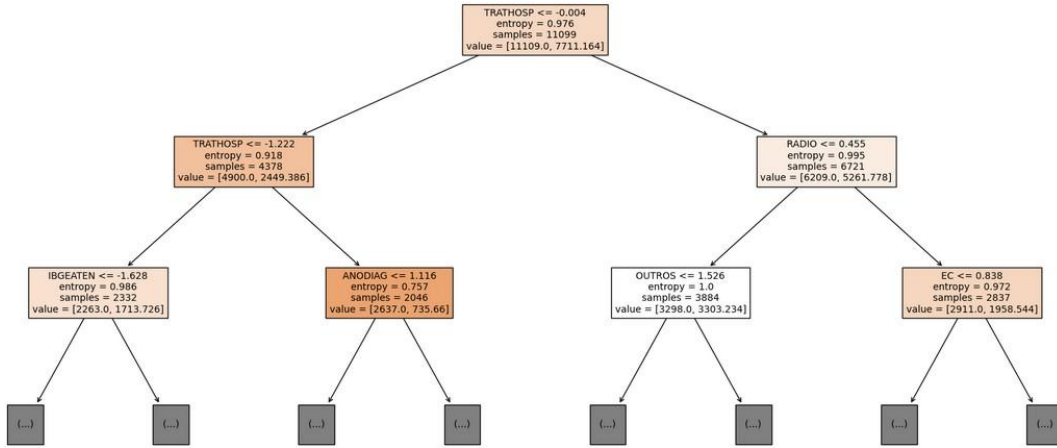 TRATHOSP <= -0.004
entropy = 0.976
samples = 11099
value = [11109.0, 7711.164]
TRATHOSP <= -1.222
entropy = 0.918
samples = 4378
value = [4900.0, 2449.386]
RADIO <= 0.455
entropy = 0.995
samples = 6721
value = [6209.0, 5261.778]
IBGEATEN <= -1.628
entropy = 0.986
samples = 2332
value = [2263.0, 1713.726]
ANODIAG <= 1.116
entropy = 0.757
samples = 2046
value = [2637.0, 735.66]
OUTROS <= 1.526
entropy = 1.0
samples = 3884
value = [3298.0, 3303.234]
EC <= 0.838
entropy = 0.972
samples = 2837
value = [2911.0, 1958.544]
(...)
(...)
(...)
(...)
(...)
(...)
(...)
(...)